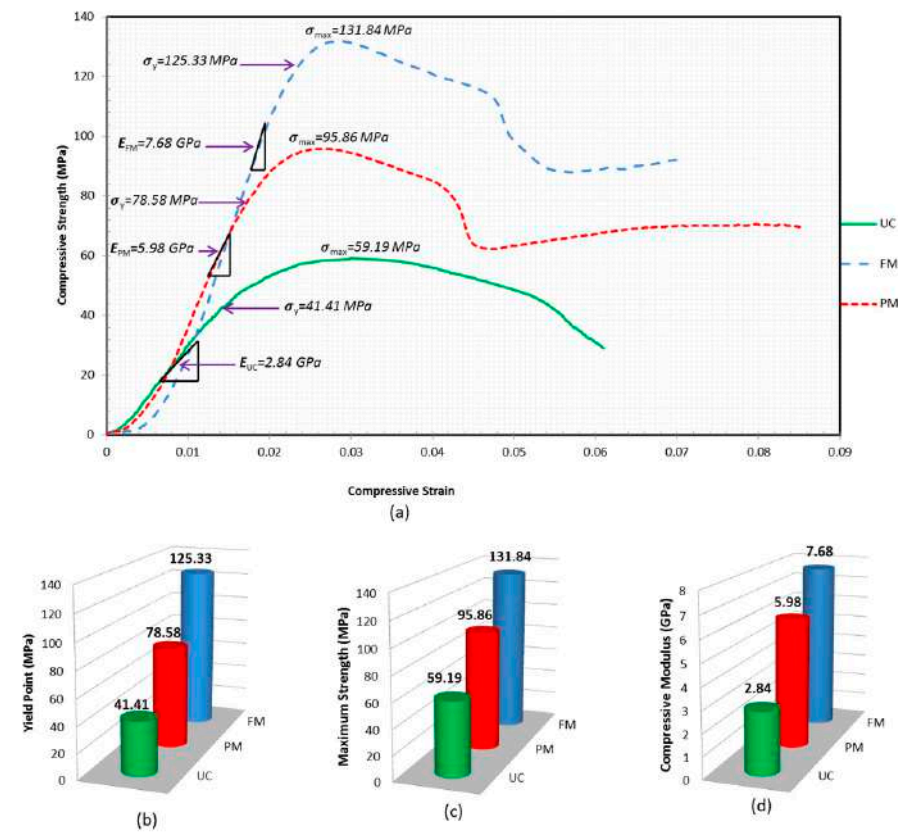 140
120
100
80
60
40
20
0
Compressive Strength (MPa)
σmax=131.84 MPa
σY=125.33 MPa
EFM=7.68 GPa
σmax=95.86 MPa
σY=78.58 MPa
EPM=5.98 GPa
σmax=59.19 MPa
σY=41.41 MPa
EUC=2.84 GPa
UC
FM
PM
0 0.01 0.02 0.03 0.04 0.05 0.06 0.07 0.08 0.09
Compressive Strain
(a)
Yield Point (MPa)
140
120
100
80
60
40
20
0
41.41
78.58
125.33
UC
PM
FM
(b)
Maximum Strength (MPa)
140
120
100
80
60
40
20
0
59.19
95.86
131.84
UC
PM
FM
(c)
Compressive Modulus (GPa)
8
7
6
5
4
3
2
1
0
2.84
5.98
7.68
UC
PM
FM
(d)